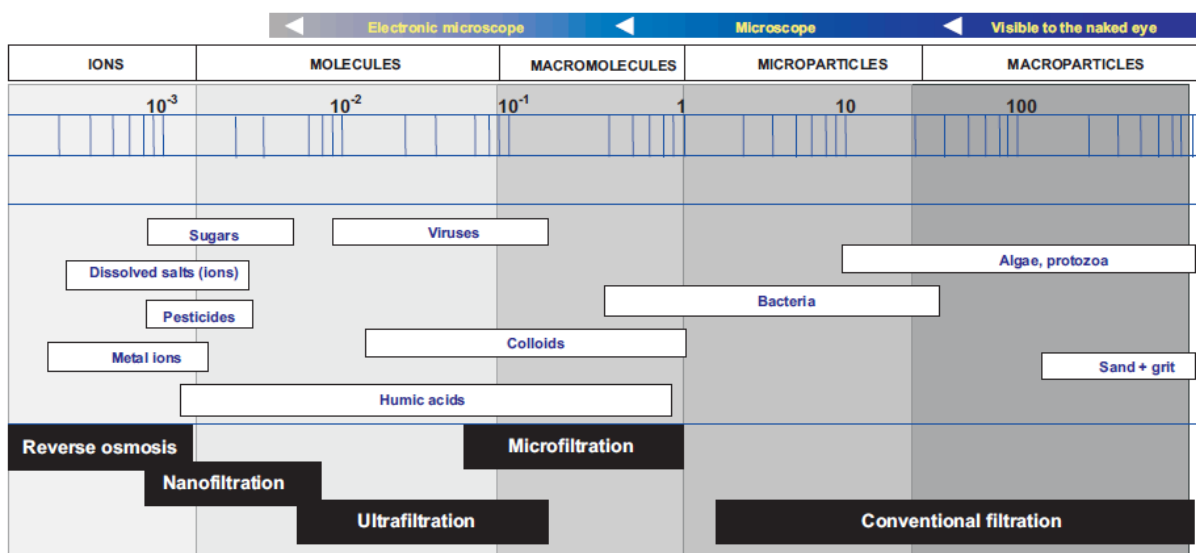 Electronic microscope Microscope Visible to the naked eye
IONS MOLECULES MACROMOLECULES MICROPARTICLES MACROPARTICLES
10⁻³ 10⁻² 10⁻¹ 1 10 100
Sugars Viruses
Algae, protozoa
Dissolved salts (ions)
Bacteria
Pesticides
Colloids
Metal ions
Sand + grit
Humic acids
Reverse osmosis Microfiltration
Nanofiltration
Ultrafiltration Conventional filtration